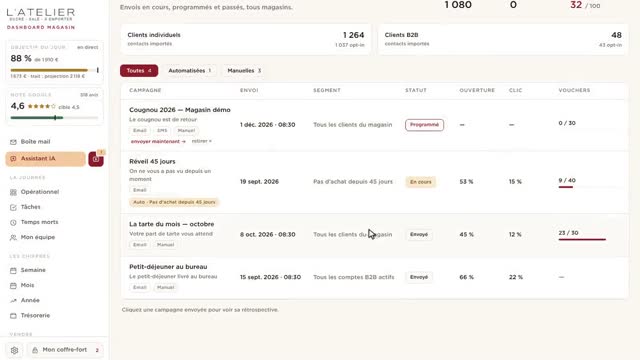 L'ATELIER
SUCRÉ · SALÉ · À EMPORTER
DASHBOARD MAGASIN
OBJECTIF DU JOUR en direct
88 % de 1 910 €
1 673 € · trait : projection 2 118 €
NOTE GOOGLE 318 avis
4,6 ★★★★☆ cible 4,5
Boîte mail
Assistant IA
LA JOURNÉE
Opérationnel
Tâches
Temps morts
Mon équipe
LES CHIFFRES
Semaine
Mois
Année
Trésorerie
VENDRE
Mon coffre-fort 2
Envois en cours, programmés et passés, tous magasins.
1 080 0 32 / 100
Clients individuels 1 264
contacts importés 1 037 opt-in
Clients B2B 48
contacts importés 43 opt-in
Toutes 4 Automatisées 1 Manuelles 3
CAMPAGNE ENVOI SEGMENT STATUT OUVERTURE CLIC VOUCHERS
Cougnou 2026 — Magasin démo
Le cougnou est de retour
Email SMS Manuel
envoyer maintenant → retirer ×
1 déc. 2026 · 08:30 Tous les clients du magasin Programmé — — 0 / 30
Réveil 45 jours
On ne vous a pas vu depuis un
moment
Email
Auto · Pas d'achat depuis 45 jours
19 sept. 2026 Pas d'achat depuis 45 jours En cours 53 % 15 % 9 / 40
La tarte du mois — octobre
Votre part de tarte vous attend
Email Manuel
8 oct. 2026 · 08:30 Tous les clients du magasin Envoyé 45 % 12 % 23 / 30
Petit-déjeuner au bureau
Le petit-déjeuner livré au bureau
Email Manuel
15 sept. 2026 · 08:30 Tous les comptes B2B actifs Envoyé 66 % 22 % —
Cliquez une campagne envoyée pour voir sa rétrospective.